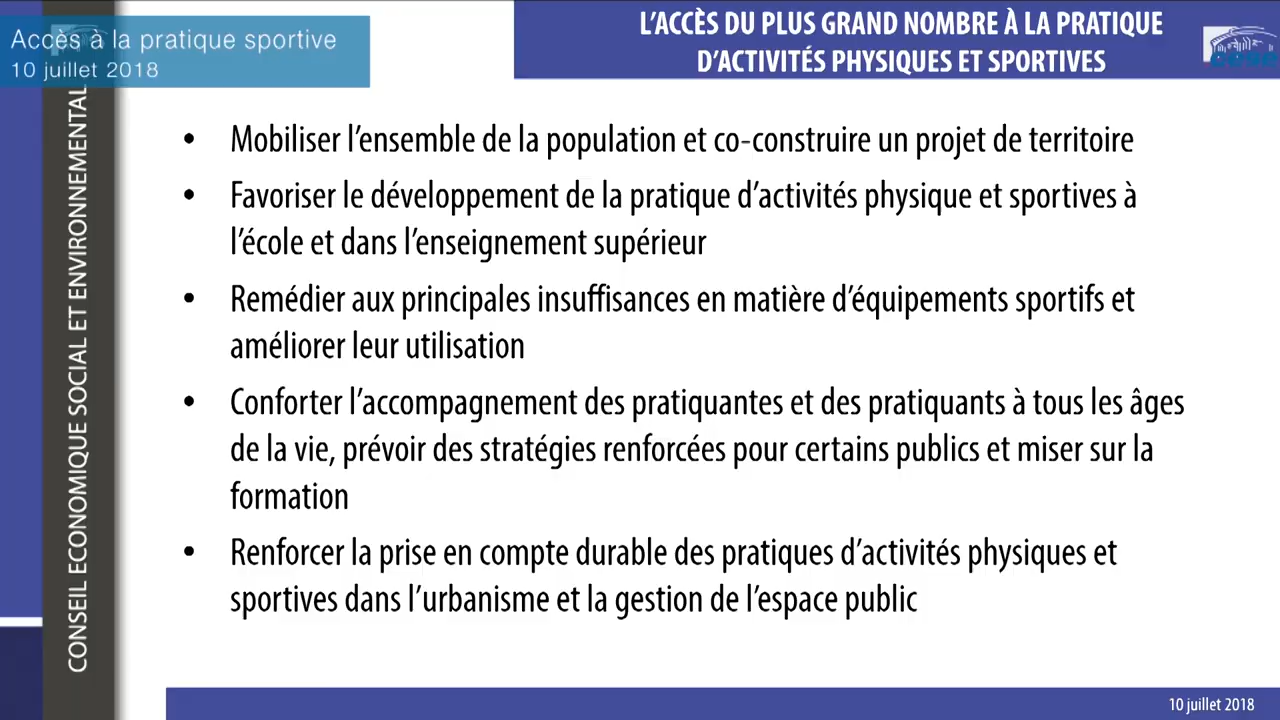 Accès à la pratique sportive
10 juillet 2018
L'ACCÈS DU PLUS GRAND NOMBRE À LA PRATIQUE
D'ACTIVITÉS PHYSIQUES ET SPORTIVES
cese
CONSEIL ECONOMIQUE SOCIAL ET ENVIRONNEMENTAL
• Mobiliser l'ensemble de la population et co-construire un projet de territoire
• Favoriser le développement de la pratique d'activités physique et sportives à
l'école et dans l'enseignement supérieur
• Remédier aux principales insuffisances en matière d'équipements sportifs et
améliorer leur utilisation
• Conforter l'accompagnement des pratiquantes et des pratiquants à tous les âges
de la vie, prévoir des stratégies renforcées pour certains publics et miser sur la
formation
• Renforcer la prise en compte durable des pratiques d'activités physiques et
sportives dans l'urbanisme et la gestion de l'espace public
10 juillet 2018